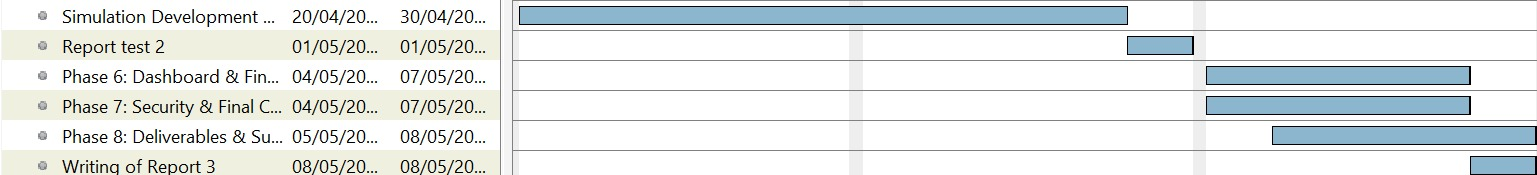 Simulation Development ... 20/04/20... 30/04/20...
Report test 2 01/05/20... 01/05/20...
Phase 6: Dashboard & Fin... 04/05/20... 07/05/20...
Phase 7: Security & Final C... 04/05/20... 07/05/20...
Phase 8: Deliverables & Su... 05/05/20... 08/05/20...
Writing of Report 3 08/05/20... 08/05/20...